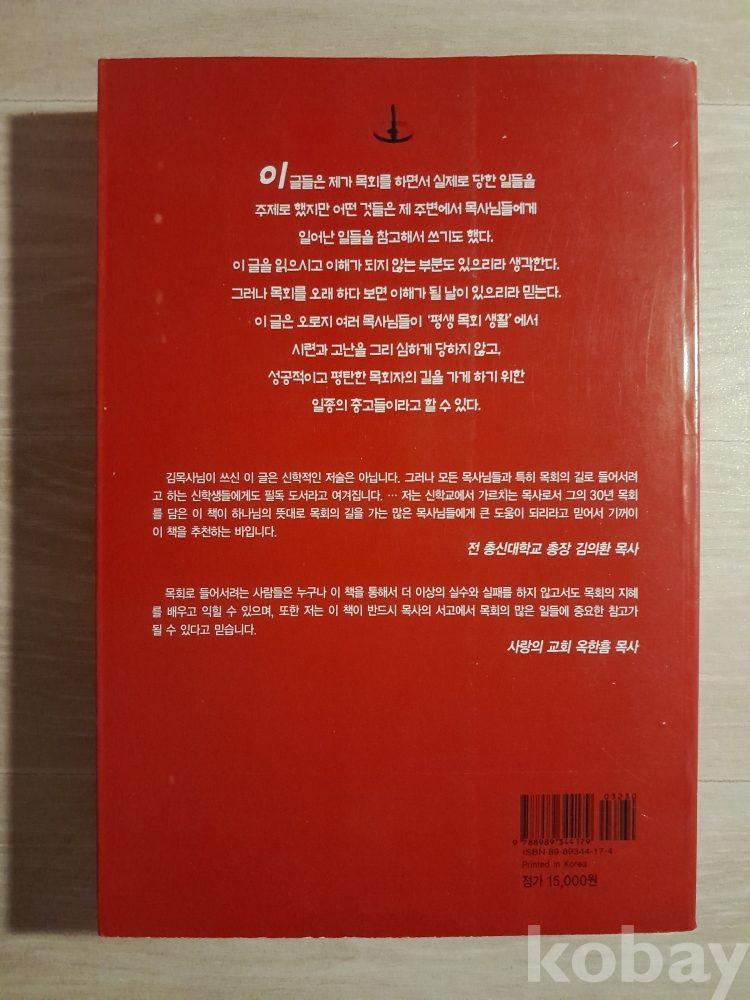 이 글들은 제가 목회를 하면서 실제로 당한 일들을
주제로 했지만 어떤 것들은 제 주변에서 목사님들에게
일어난 일들을 참고해서 쓰기도 했다.
이 글을 읽으시고 이해가 되지 않는 부분도 있으리라 생각한다.
그러나 목회를 오래 하다 보면 이해가 될 날이 있으리라 믿는다.
이 글은 오로지 여러 목사님들이 '평생 목회 생활'에서
시련과 고난을 그리 심하게 당하지 않고,
성공적이고 평탄한 목회자의 길을 가게 하기 위한
일종의 충고들이라고 할 수 있다.
김목사님이 쓰신 이 글은 신학적인 저술은 아닙니다. 그러나 모든 목사님들과 특히 목회의 길로 들어서려
고 하는 신학생들에게도 필독 도서라고 여겨집니다. … 저는 신학교에서 가르치는 목사로서 그의 30년 목회
를 담은 이 책이 하나님의 뜻대로 목회의 길을 가는 많은 목사님들에게 큰 도움이 되리라고 믿어서 기꺼이
이 책을 추천하는 바입니다.
전 총신대학교 총장 김의환 목사
목회로 들어서려는 사람들은 누구나 이 책을 통해서 더 이상의 실수와 실패를 하지 않고서도 목회의 지혜
를 배우고 익힐 수 있으며, 또한 저는 이 책이 반드시 목사의 서고에서 목회의 많은 일들에 중요한 참고가
될 수 있다고 믿습니다.
사랑의 교회 옥한흠 목사
03230
9 788989 344179
ISBN 89-89344-17-4
Printed in Korea
정가 15,000원
kobay